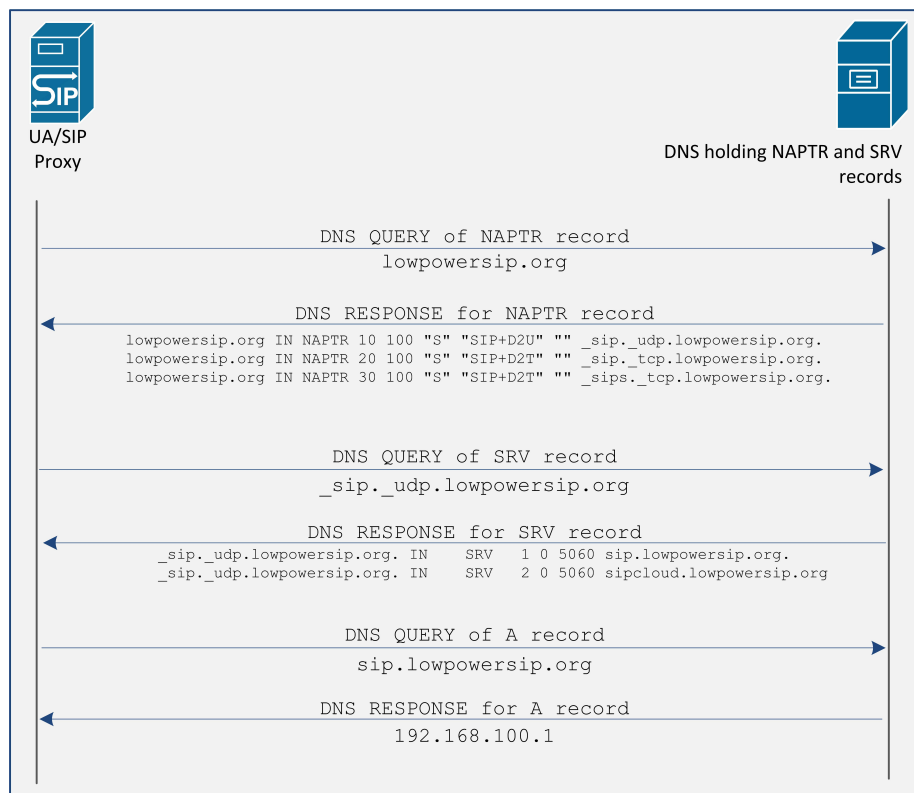 SIP
UA/SIP
Proxy
DNS holding NAPTR and SRV
records
DNS QUERY of NAPTR record
lowpowersip.org
DNS RESPONSE for NAPTR record
lowpowersip.org IN NAPTR 10 100 "S" "SIP+D2U" "" _sip._udp.lowpowersip.org.
lowpowersip.org IN NAPTR 20 100 "S" "SIP+D2T" "" _sip._tcp.lowpowersip.org.
lowpowersip.org IN NAPTR 30 100 "S" "SIP+D2T" "" _sips._tcp.lowpowersip.org.
DNS QUERY of SRV record
_sip._udp.lowpowersip.org
DNS RESPONSE for SRV record
_sip._udp.lowpowersip.org. IN SRV 1 0 5060 sip.lowpowersip.org.
_sip._udp.lowpowersip.org. IN SRV 2 0 5060 sipcloud.lowpowersip.org
DNS QUERY of A record
sip.lowpowersip.org
DNS RESPONSE for A record
192.168.100.1